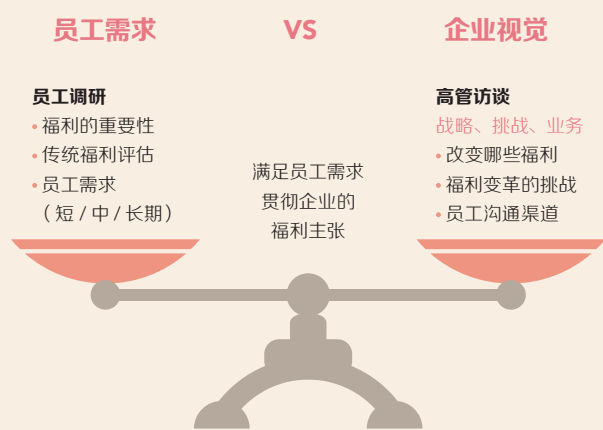 员工需求 VS 企业视觉
员工调研
• 福利的重要性
• 传统福利评估
• 员工需求
（短 / 中 / 长期）
满足员工需求
贯彻企业的
福利主张
高管访谈
战略、挑战、业务
• 改变哪些福利
• 福利变革的挑战
• 员工沟通渠道